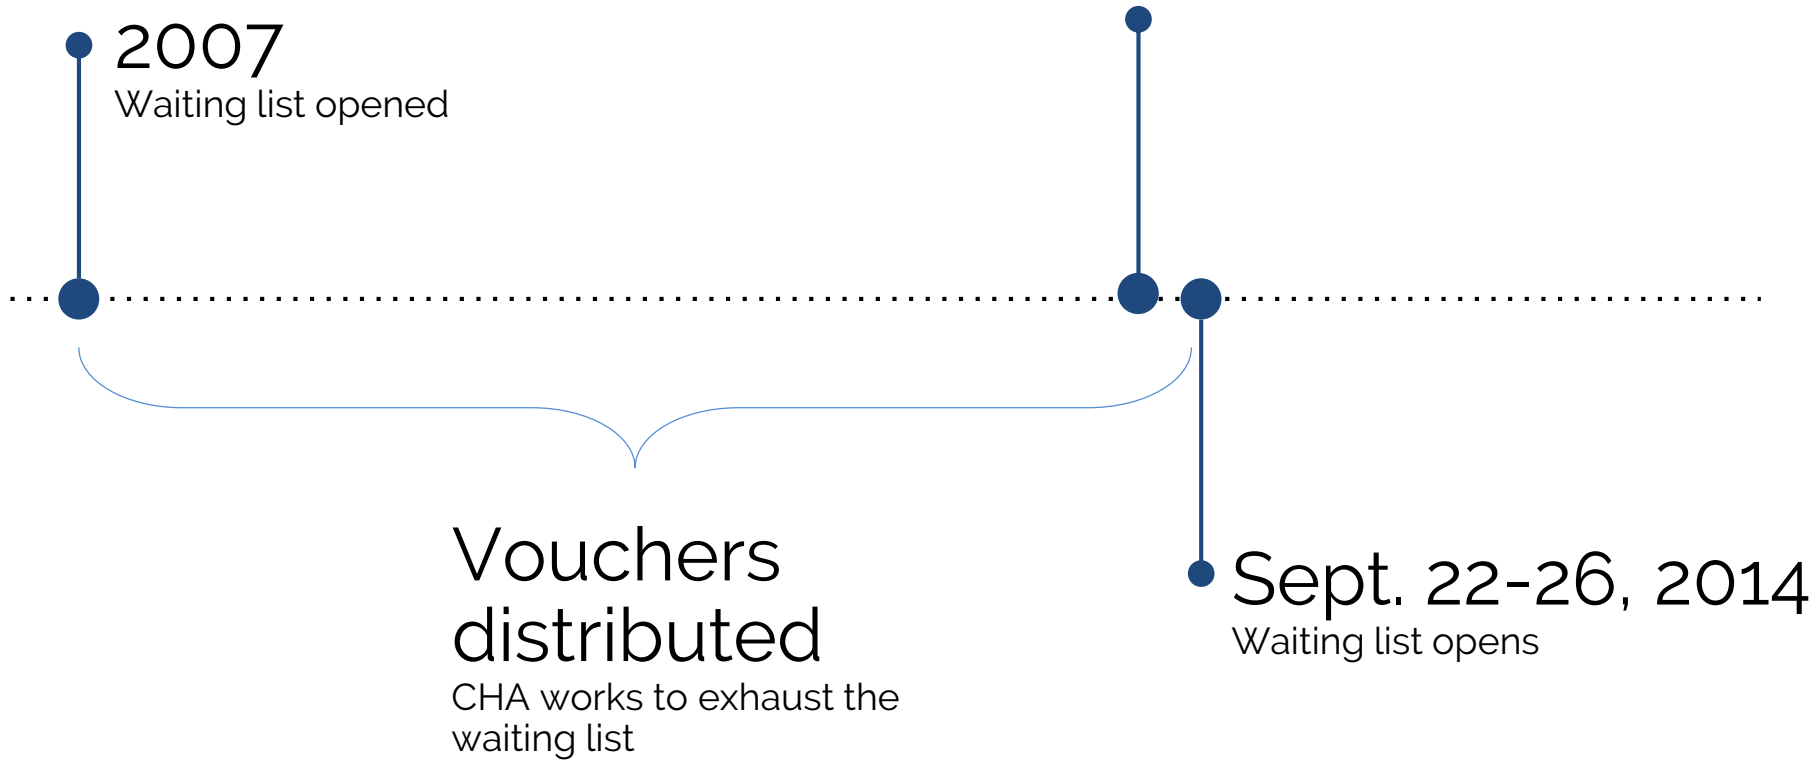 2007
Waiting list opened
Vouchers
distributed
CHA works to exhaust the
waiting list
Sept. 22-26, 2014
Waiting list opens